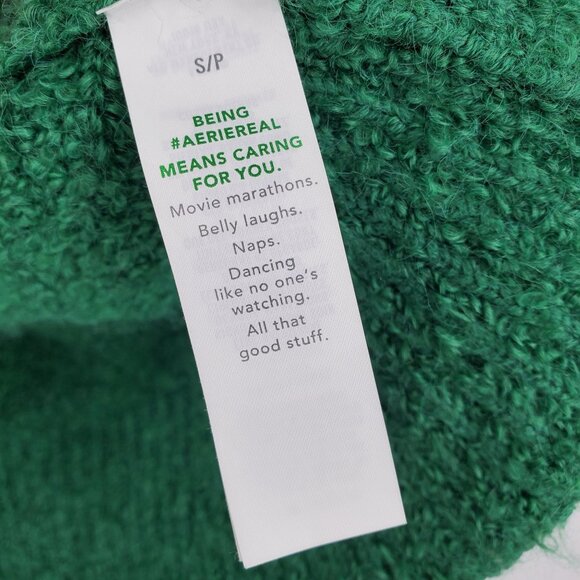 S/P
BEING
#AERIEREAL
MEANS CARING
FOR YOU.
Movie marathons.
Belly laughs.
Naps.
Dancing
like no one's
watching.
All that
good stuff.